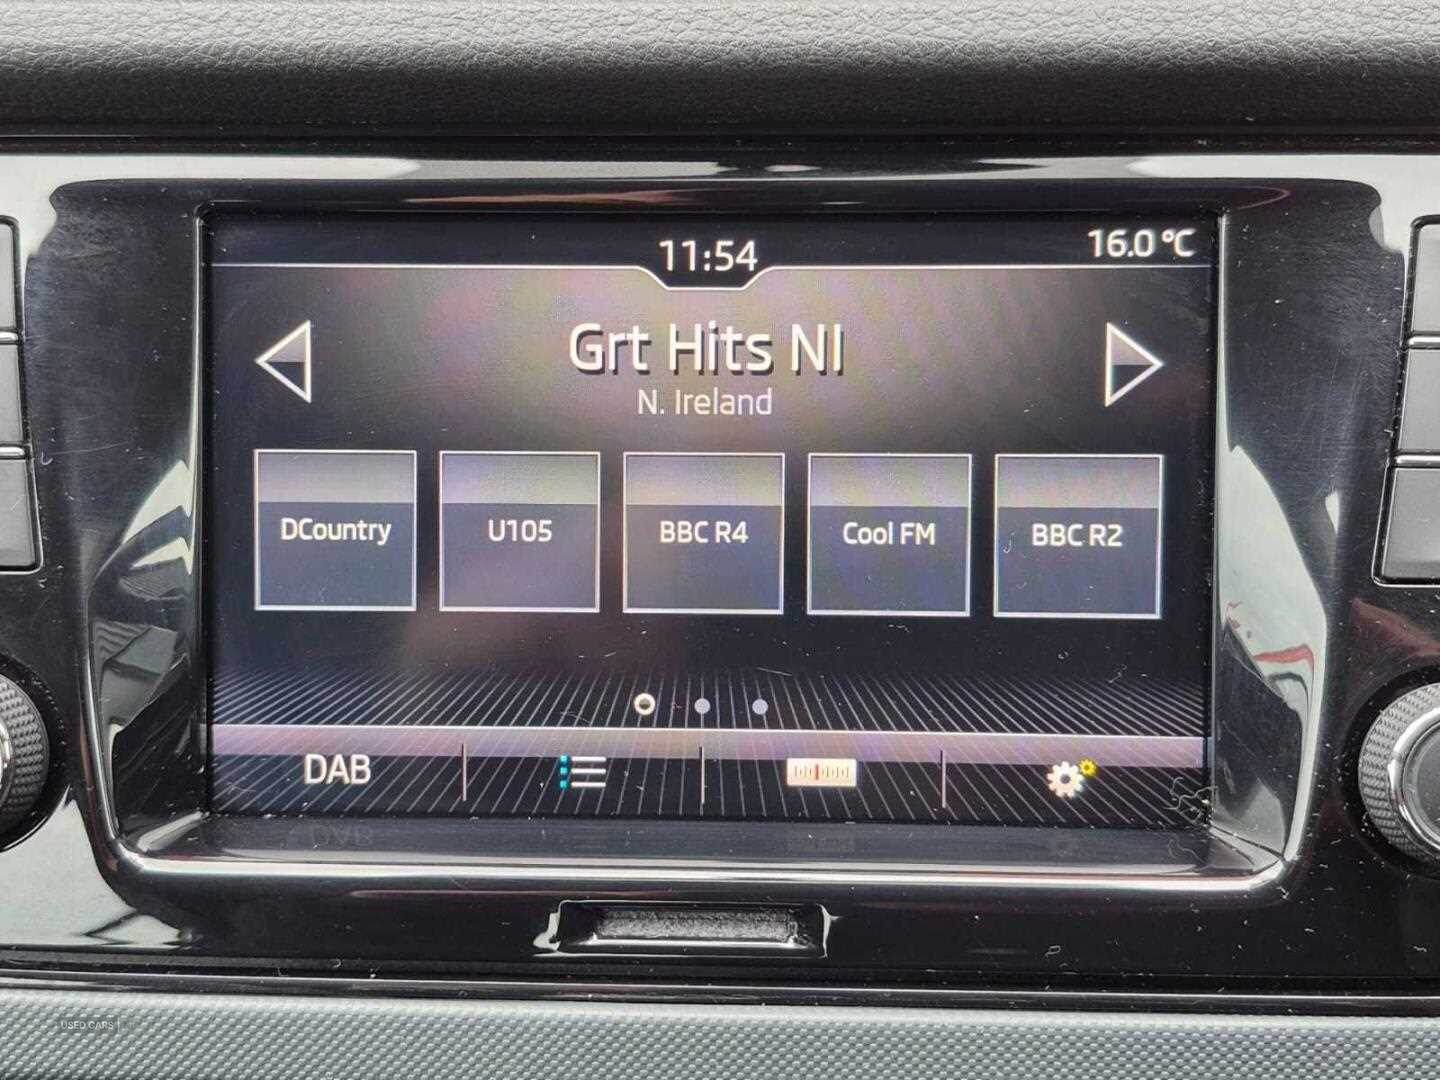 11:54
16.0 °C
Grt Hits NI
N. Ireland
DCountry
U105
BBC R4
Cool FM
BBC R2
DAB
USED CARS